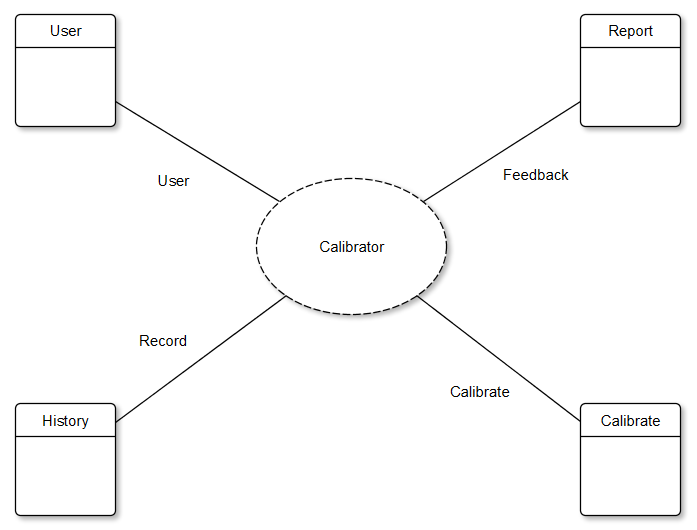 User
Report
User
Feedback
Calibrator
Record
Calibrate
History
Calibrate